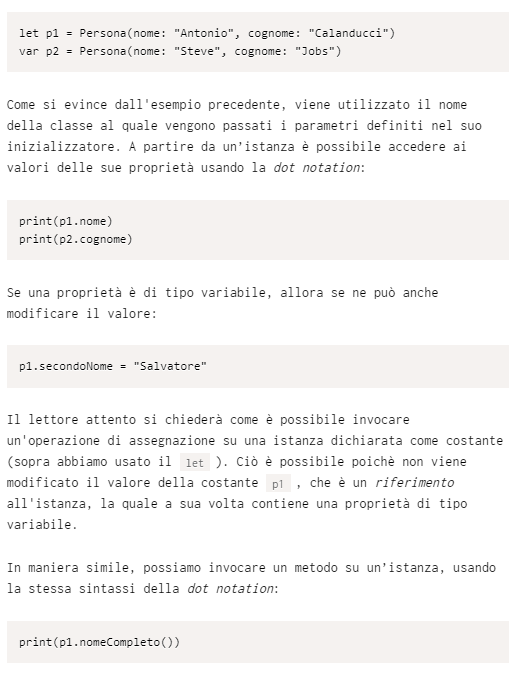 let p1 = Persona(nome: "Antonio", cognome: "Calanducci")
var p2 = Persona(nome: "Steve", cognome: "Jobs")
Come si evince dall'esempio precedente, viene utilizzato il nome
della classe al quale vengono passati i parametri definiti nel suo
inizializzatore. A partire da un’istanza è possibile accedere ai
valori delle sue proprietà usando la dot notation:
print(p1.nome)
print(p2.cognome)
Se una proprietà è di tipo variabile, allora se ne può anche
modificare il valore:
p1.secondoNome = "Salvatore"
Il lettore attento si chiederà come è possibile invocare
un'operazione di assegnazione su una istanza dichiarata come costante
(sopra abbiamo usato il let ). Ciò è possibile poichè non viene
modificato il valore della costante p1 , che è un riferimento
all'istanza, la quale a sua volta contiene una proprietà di tipo
variabile.
In maniera simile, possiamo invocare un metodo su un’istanza, usando
la stessa sintassi della dot notation:
print(p1.nomeCompleto())